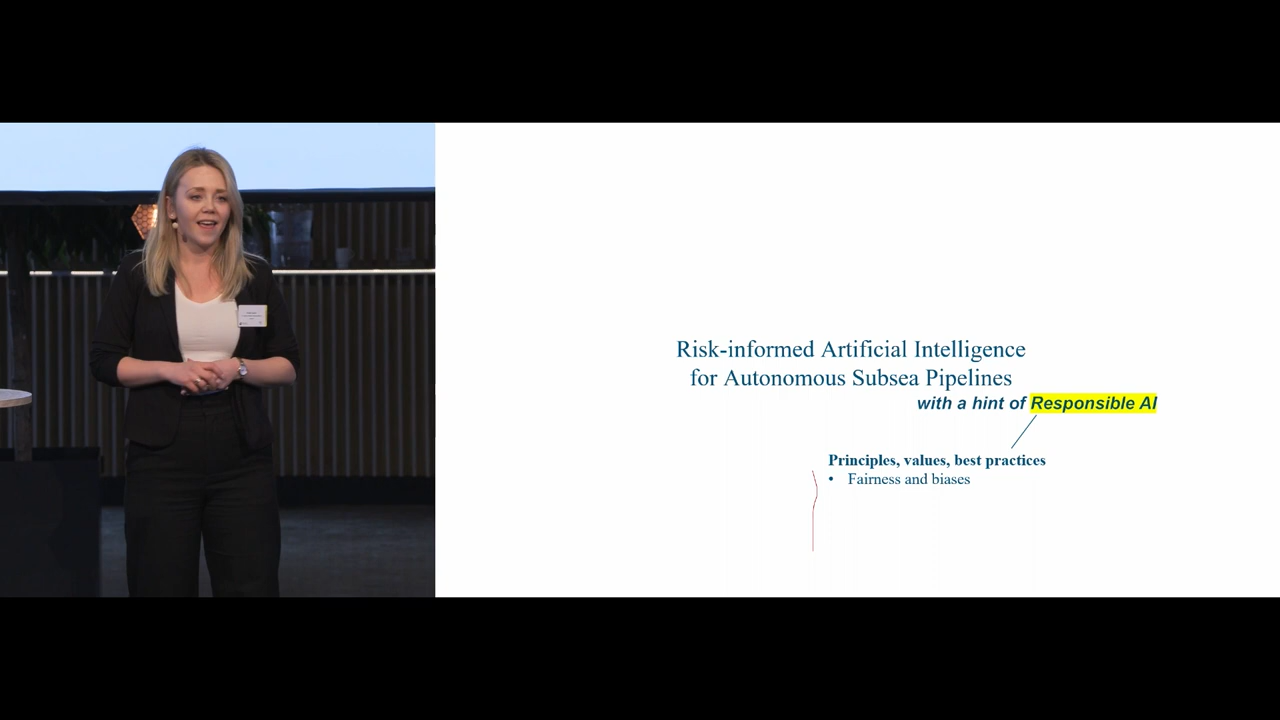 Risk-informed Artificial Intelligence
for Autonomous Subsea Pipelines
with a hint of Responsible AI
Principles, values, best practices
• Fairness and biases